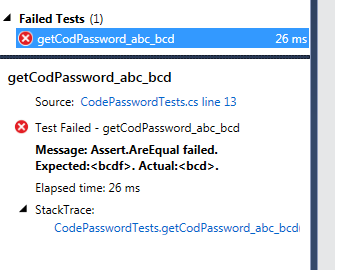 Failed Tests (1)
getCodPassword_abc_bcd 26 ms
getCodPassword_abc_bcd
Source: CodePasswordTests.cs line 13
Test Failed - getCodPassword_abc_bcd
Message: Assert.AreEqual failed.
Expected:<bcdf>. Actual:<bcd>.
Elapsed time: 26 ms
StackTrace:
CodePasswordTests.getCodPassword_abc_bcd(